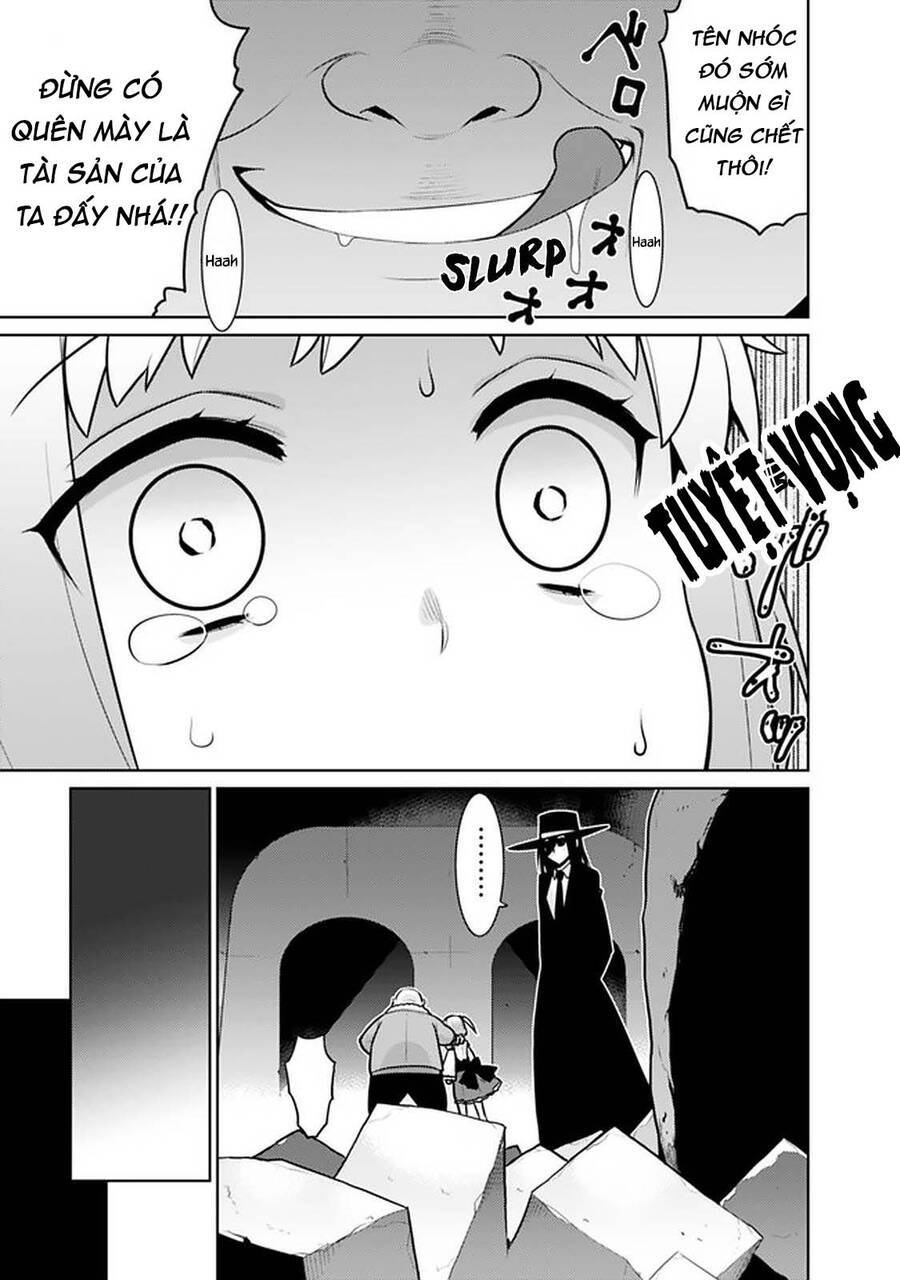 TÊN NHÓC
ĐÓ SỚM
MUỘN GÌ
CŨNG CHẾT
THÔI!
ĐỪNG CÓ
QUÊN MÀY LÀ
TÀI SẢN CỦA
TA ĐẤY NHÁ!!
Haah
Haah
SLURP
TUYỆT VỌNG
.........